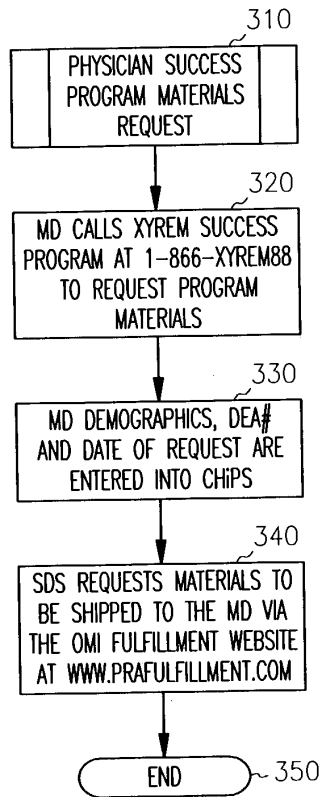 310
PHYSICIAN SUCCESS
PROGRAM MATERIALS
REQUEST
320
MD CALLS XYREM SUCCESS
PROGRAM AT 1-866-XYREM88
TO REQUEST PROGRAM
MATERIALS
330
MD DEMOGRAPHICS, DEA#
AND DATE OF REQUEST ARE
ENTERED INTO CHiPS
340
SDS REQUESTS MATERIALS TO
BE SHIPPED TO THE MD VIA
THE OMI FULFILLMENT WEBSITE
AT WWW.PRAFULFILLMENT.COM
END
350